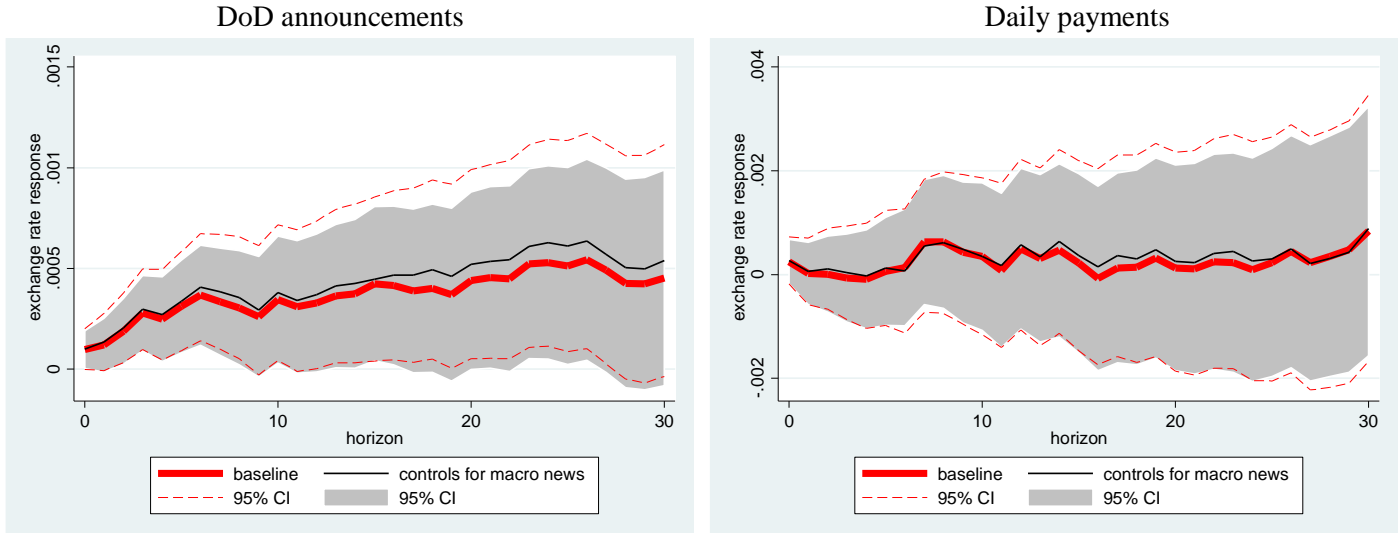 DoD announcements
exchange rate response
.0015
.001
.0005
0
0 10 20 30
horizon
baseline controls for macro news
95% CI 95% CI
Daily payments
exchange rate response
.004
.002
0
-.002
0 10 20 30
horizon
baseline controls for macro news
95% CI 95% CI